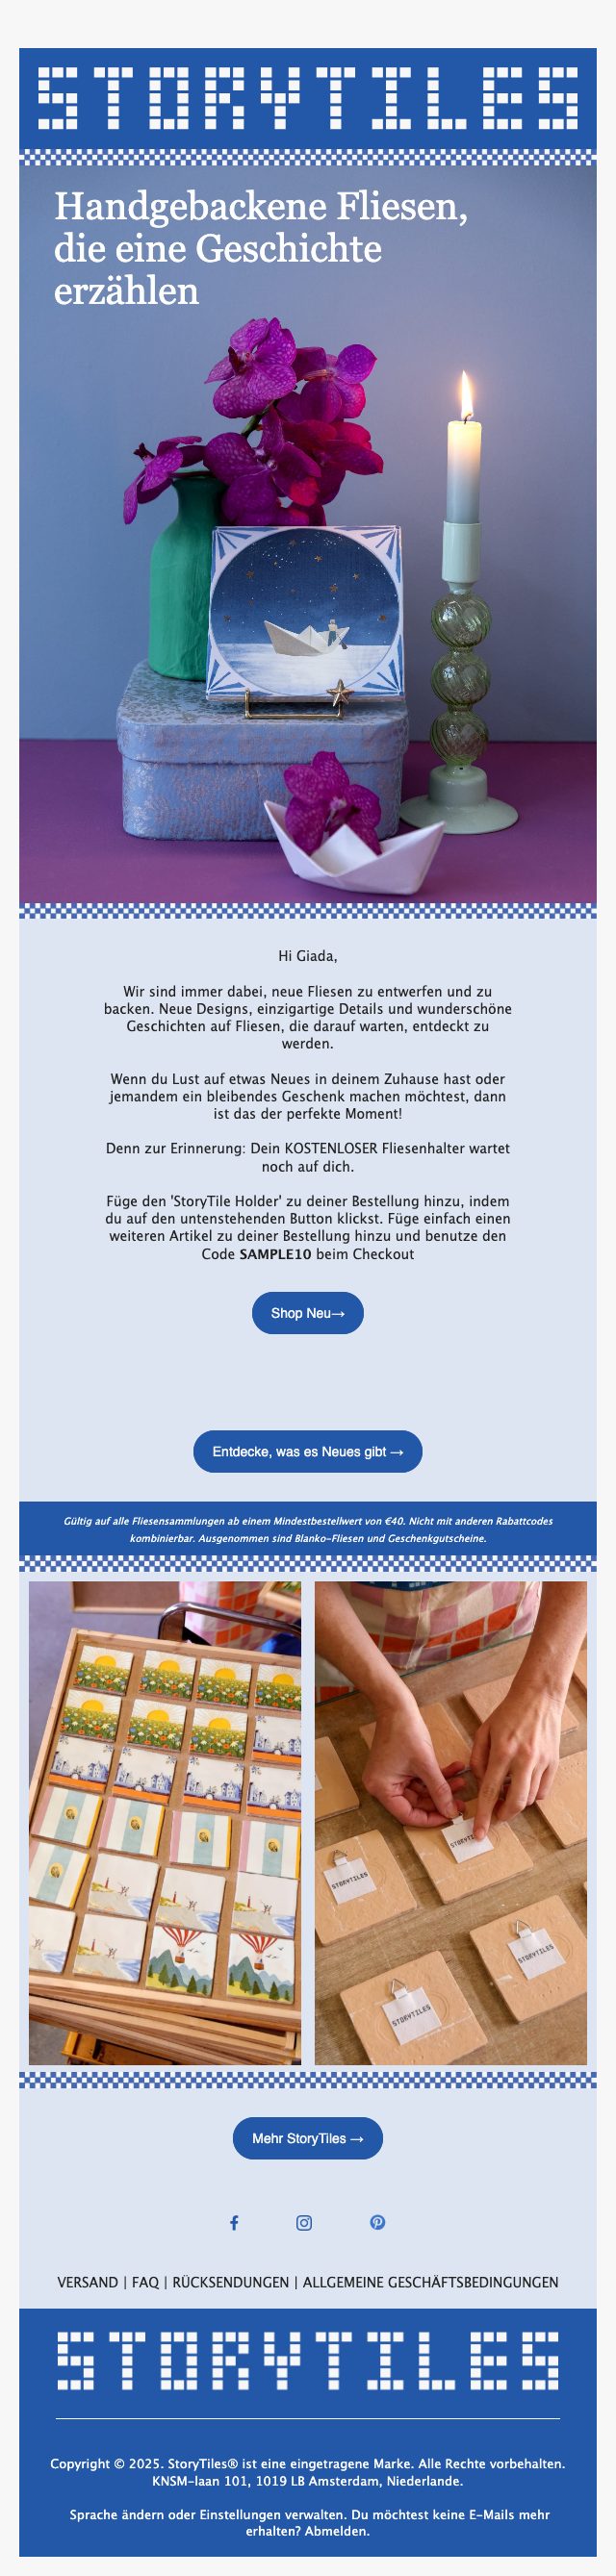 STORYTILES
Handgebackene Fliesen,
die eine Geschichte
erzählen
Hi Giada,
Wir sind immer dabei, neue Fliesen zu entwerfen und zu
backen. Neue Designs, einzigartige Details und wunderschöne
Geschichten auf Fliesen, die darauf warten, entdeckt zu
werden.
Wenn du Lust auf etwas Neues in deinem Zuhause hast oder
jemandem ein bleibendes Geschenk machen möchtest, dann
ist das der perfekte Moment!
Denn zur Erinnerung: Dein KOSTENLOSER Fliesenhalter wartet
noch auf dich.
Füge den 'StoryTile Holder' zu deiner Bestellung hinzu, indem
du auf den untenstehenden Button klickst. Füge einfach einen
weiteren Artikel zu deiner Bestellung hinzu und benutze den
Code SAMPLE10 beim Checkout
Shop Neu→
Entdecke, was es Neues gibt →
Gültig auf alle Fliesensammlungen ab einem Mindestbestellwert von €40. Nicht mit anderen Rabattcodes
kombinierbar. Ausgenommen sind Blanko-Fliesen und Geschenkgutscheine.
STORYT
STORYTILES
STORYTILES
STORYTILES
Mehr StoryTiles →
VERSAND | FAQ | RÜCKSENDUNGEN | ALLGEMEINE GESCHÄFTSBEDINGUNGEN
STORYTILES
Copyright © 2025. StoryTiles® ist eine eingetragene Marke. Alle Rechte vorbehalten.
KNSM-laan 101, 1019 LB Amsterdam, Niederlande.
Sprache ändern oder Einstellungen verwalten. Du möchtest keine E-Mails mehr
erhalten? Abmelden.